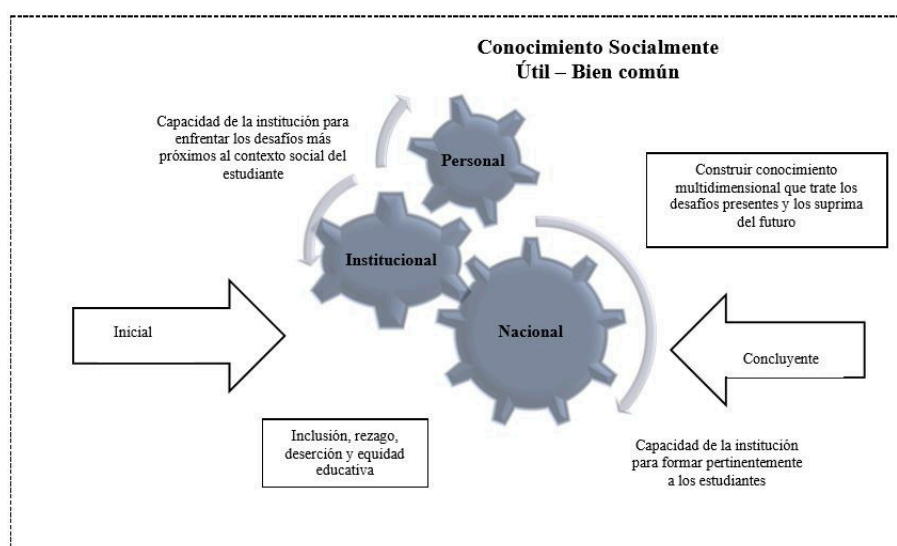 Conocimiento Socialmente
Útil – Bien común
Capacidad de la institución para
enfrentar los desafíos más
próximos al contexto social del
estudiante
Personal
Construir conocimiento
multidimensional que trate los
desafíos presentes y los suprima
del futuro
Institucional
Inicial
Nacional
Concluyente
Inclusión, rezago,
deserción y equidad
educativa
Capacidad de la institución
para formar pertinentemente
a los estudiantes